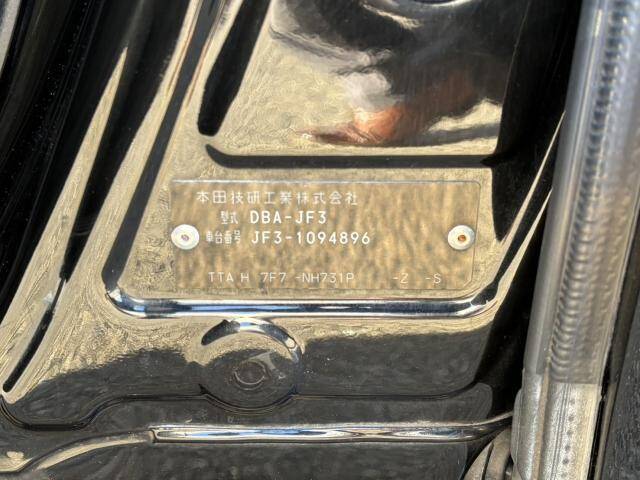 本田技研工業株式会社
型式 DBA-JF3
車台番号 JF3-1094896
TTA H 7F7 -NH731P -2 -S